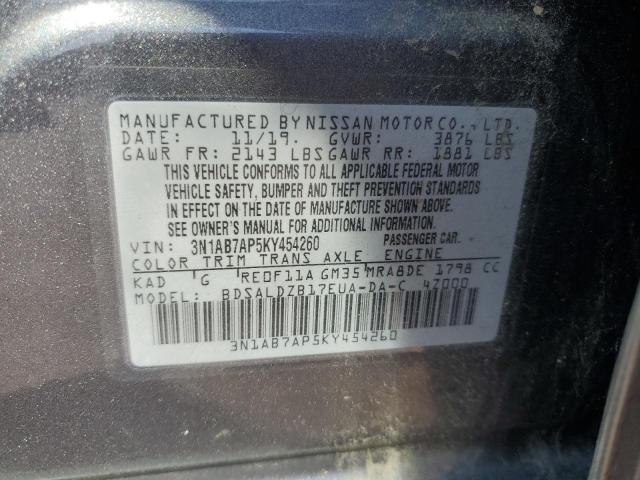 MANUFACTURED BY NISSAN MOTOR CO., LTD.
DATE: 11/19. GVWR: 3876 LBS
GAWR FR: 2143 LBS GAWR RR: 1881 LBS
THIS VEHICLE CONFORMS TO ALL APPLICABLE FEDERAL MOTOR
VEHICLE SAFETY, BUMPER AND THEFT PREVENTION STANDARDS
IN EFFECT ON THE DATE OF MANUFACTURE SHOWN ABOVE.
SEE OWNER'S MANUAL FOR ADDITIONAL INFORMATION.
VIN: 3N1AB7AP5KY454260 PASSENGER CAR
COLOR TRIM TRANS AXLE ENGINE
KAD G RE0F11A GM35 MRA8DE 1798 CC
MODEL: BDSALDZB17EUA-DA-C 4Z000
3N1AB7AP5KY454260